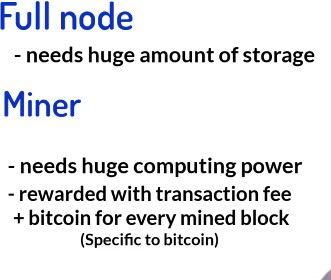 Full node
- needs huge amount of storage
Miner
- needs huge computing power
- rewarded with transaction fee
+ bitcoin for every mined block
(Specific to bitcoin)